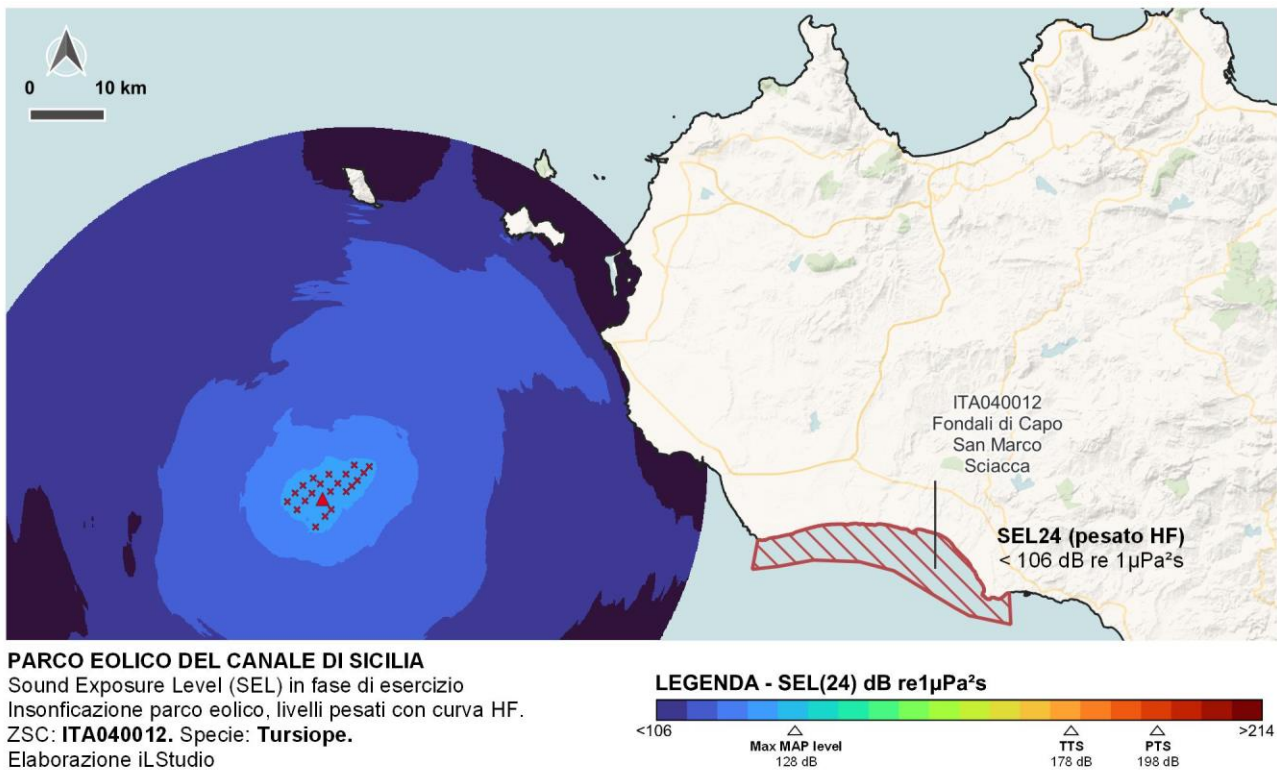 0 10 km
ITA040012
Fondali di Capo
San Marco
Sciacca
SEL24 (pesato HF)
< 106 dB re 1µPa²s
PARCO EOLICO DEL CANALE DI SICILIA
Sound Exposure Level (SEL) in fase di esercizio
Insonficazione parco eolico, livelli pesati con curva HF.
ZSC: ITA040012. Specie: Tursiope.
Elaborazione iLStudio
LEGENDA - SEL(24) dB re1µPa²s
<106 >214
Max MAP level TTS PTS
128 dB 178 dB 198 dB